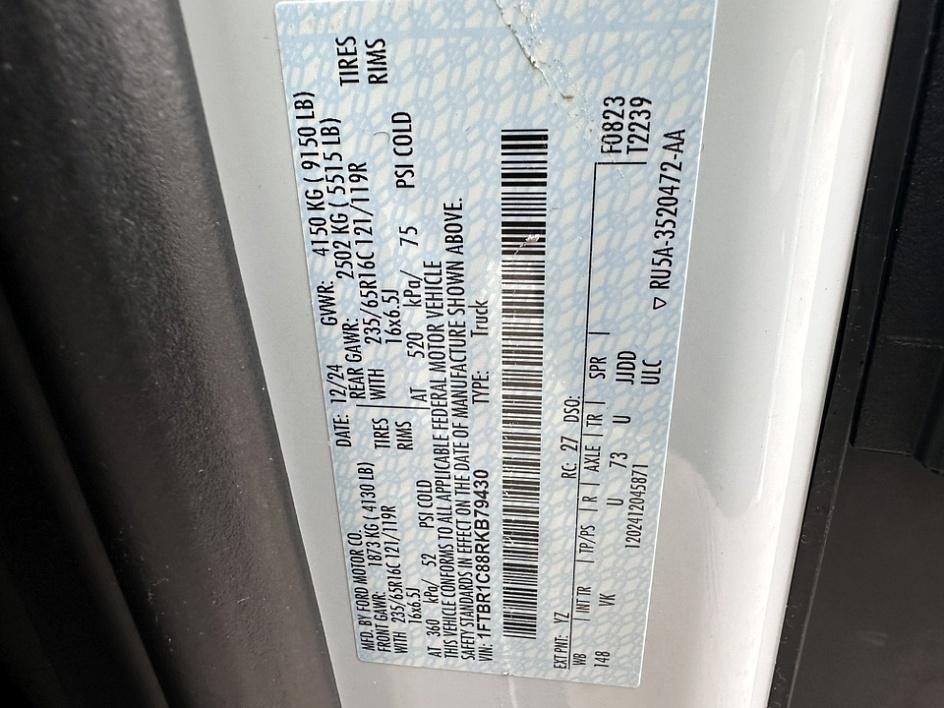 MFD. BY FORD MOTOR CO. DATE: 12/24 GVWR: 4150 KG ( 9150 LB)
FRONT GAWR: 1873 KG ( 4130 LB) REAR GAWR: 2502 KG ( 5515 LB)
WITH 235/65R16C 121/119R TIRES WITH 235/65R16C 121/119R TIRES
16x6.5J RIMS 16x6.5J RIMS
AT 360 kPa/ 52 PSI COLD AT 520 kPa/ 75 PSI COLD
THIS VEHICLE CONFORMS TO ALL APPLICABLE FEDERAL MOTOR VEHICLE
SAFETY STANDARDS IN EFFECT ON THE DATE OF MANUFACTURE SHOWN ABOVE.
VIN: 1FTBR1C88RKB79430 TYPE: Truck
EXT PNT: YZ RC: 27 DSO:
WB INT TR TP/PS R AXLE TR SPR F0823
148 VK U 73 U JJDD T2239
1202412045871 ULC
▽ RU5A-3520472-AA